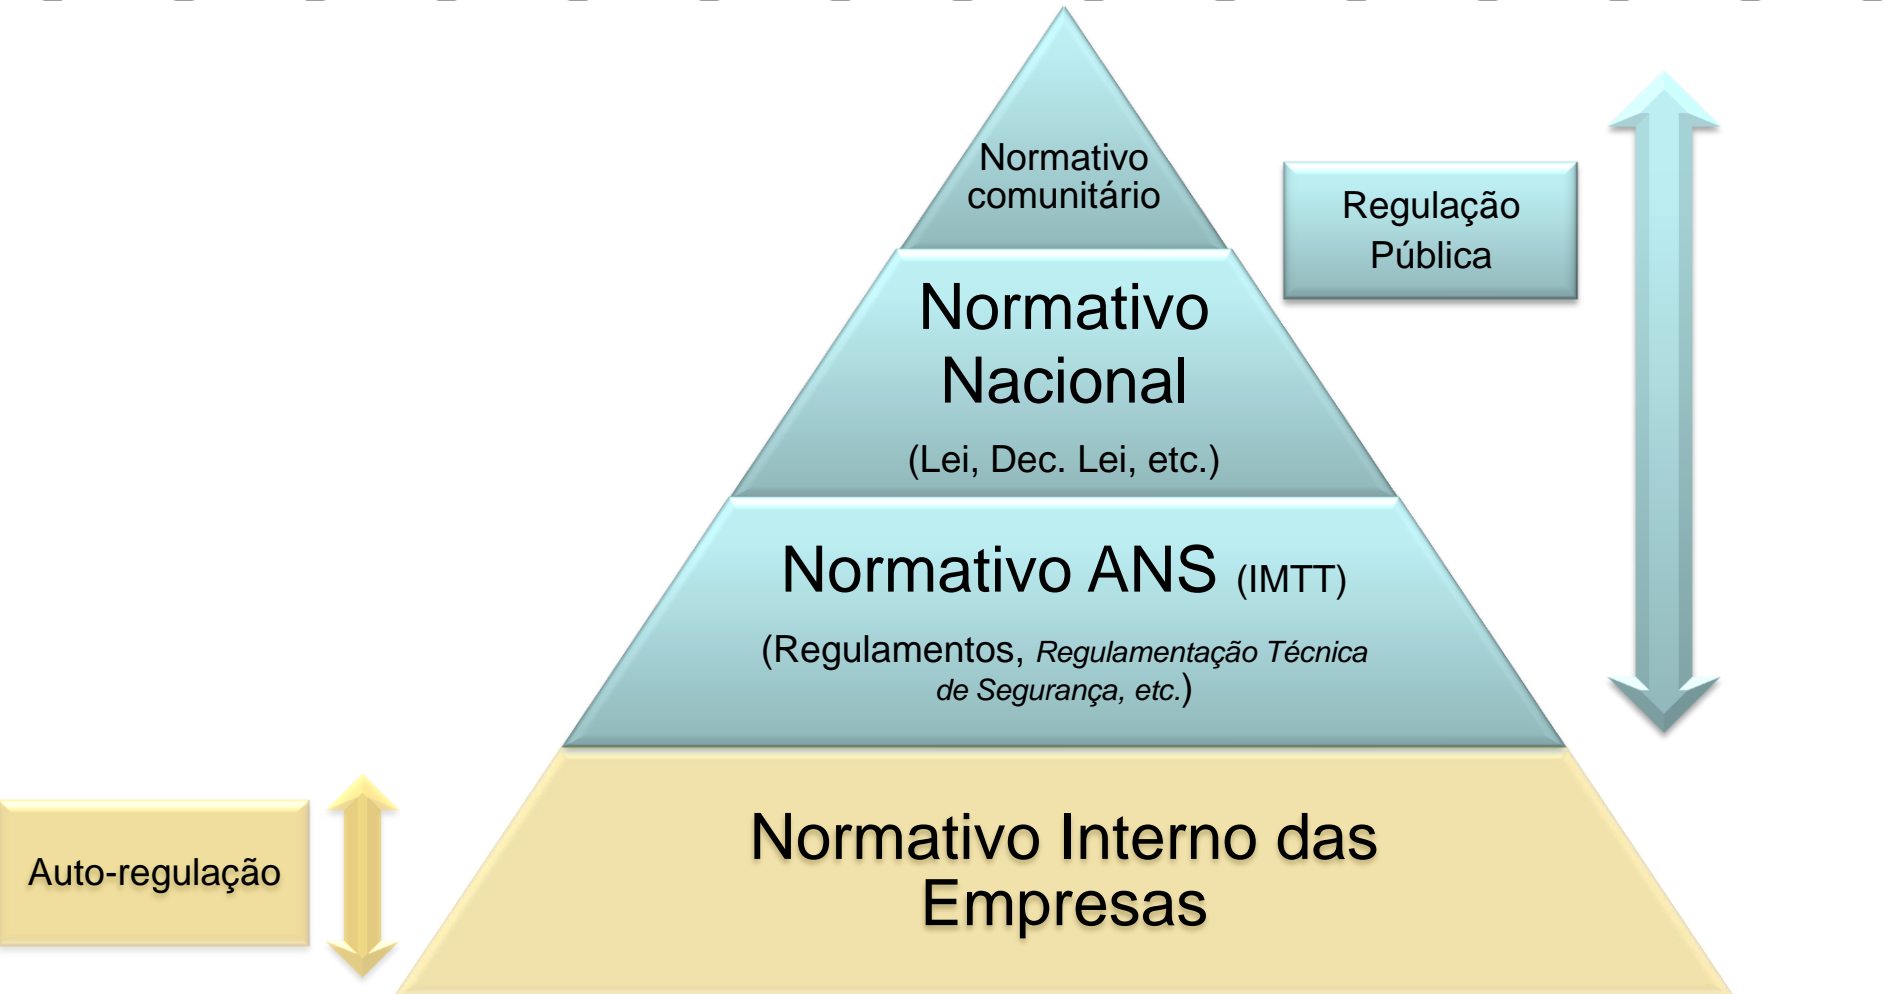 Normativo
comunitário
Regulação
Pública
Normativo
Nacional
(Lei, Dec. Lei, etc.)
Normativo ANS (IMTT)
(Regulamentos, Regulamentação Técnica
de Segurança, etc.)
Auto-regulação
Normativo Interno das
Empresas